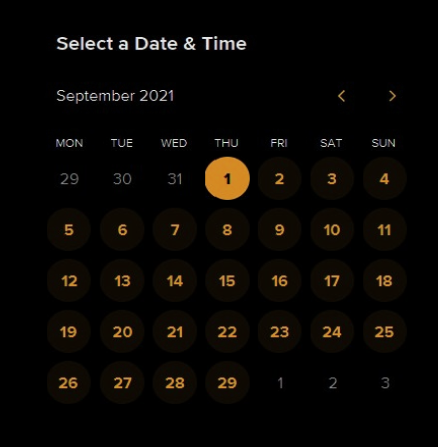 Select a Date & Time
September 2021
MON TUE WED THU FRI SAT SUN
29 30 31 1 2 3 4
5 6 7 8 9 10 11
12 13 14 15 16 17 18
19 20 21 22 23 24 25
26 27 28 29 1 2 3